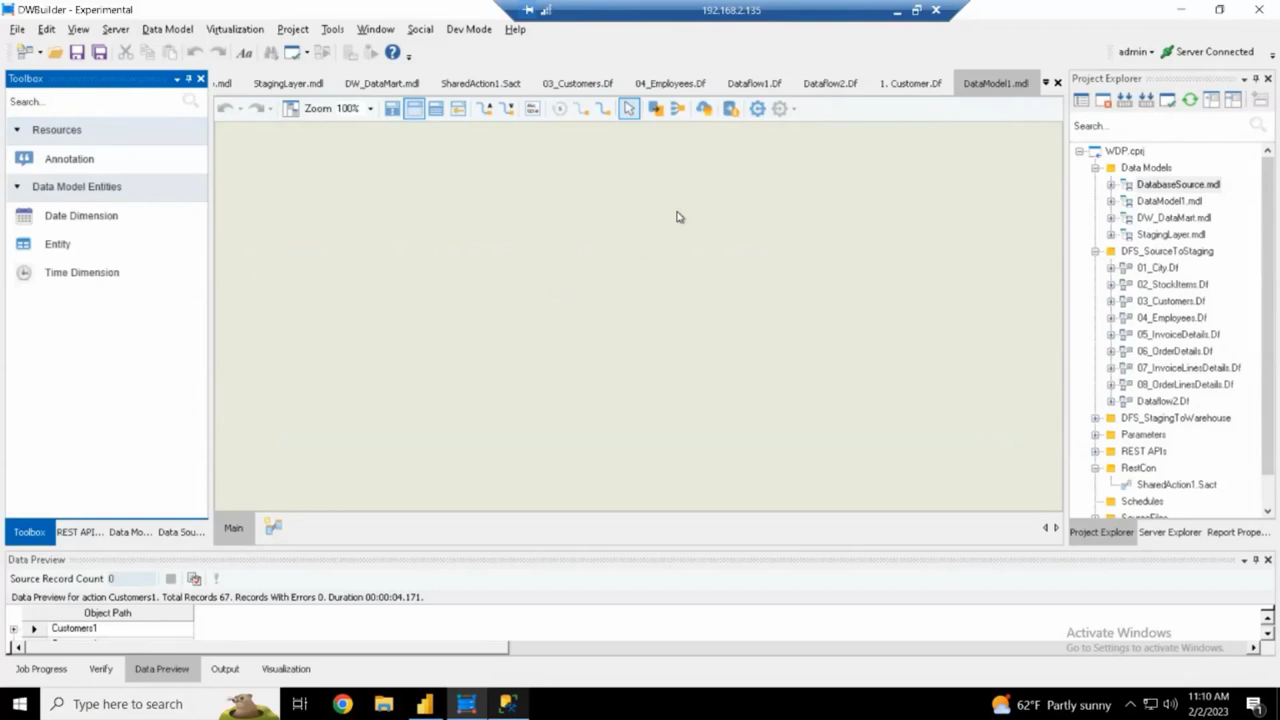 DWBuilder - Experimental
192.168.2.135
File Edit View Server Data Model Virtualization Project Tools Window Social Dev Mode Help
Aa
admin Server Connected
Toolbox
.mdl StagingLayer.mdl DW_DataMart.mdl SharedAction1.Sact 03_Customers.Df 04_Employees.Df Dataflow1.Df Dataflow2.Df 1. Customer.Df DataModel1.mdl
Project Explorer
Search...
Zoom 100%
Search...
Resources
Annotation
Data Model Entities
Date Dimension
Entity
Time Dimension
WDP.cprj
Data Models
DatabaseSource.mdl
DataModel1.mdl
DW_DataMart.mdl
StagingLayer.mdl
DFS_SourceToStaging
01_City.Df
02_StockItems.Df
03_Customers.Df
04_Employees.Df
05_InvoiceDetails.Df
06_OrderDetails.Df
07_InvoiceLinesDetails.Df
08_OrderLinesDetails.Df
Dataflow2.Df
DFS_StagingToWarehouse
Parameters
REST APIs
RestCon
SharedAction1.Sact
Schedules
SourceFiles
Toolbox REST API... Data Mo... Data Sou...
Main
Project Explorer Server Explorer Report Prope...
Data Preview
Source Record Count 0
Data Preview for action Customers1. Total Records 67. Records With Errors 0. Duration 00:00:04.171.
Object Path
Customers1
Activate Windows
Go to Settings to activate Windows.
Job Progress Verify Data Preview Output Visualization
Type here to search
62°F Partly sunny
11:10 AM
2/2/2023
1